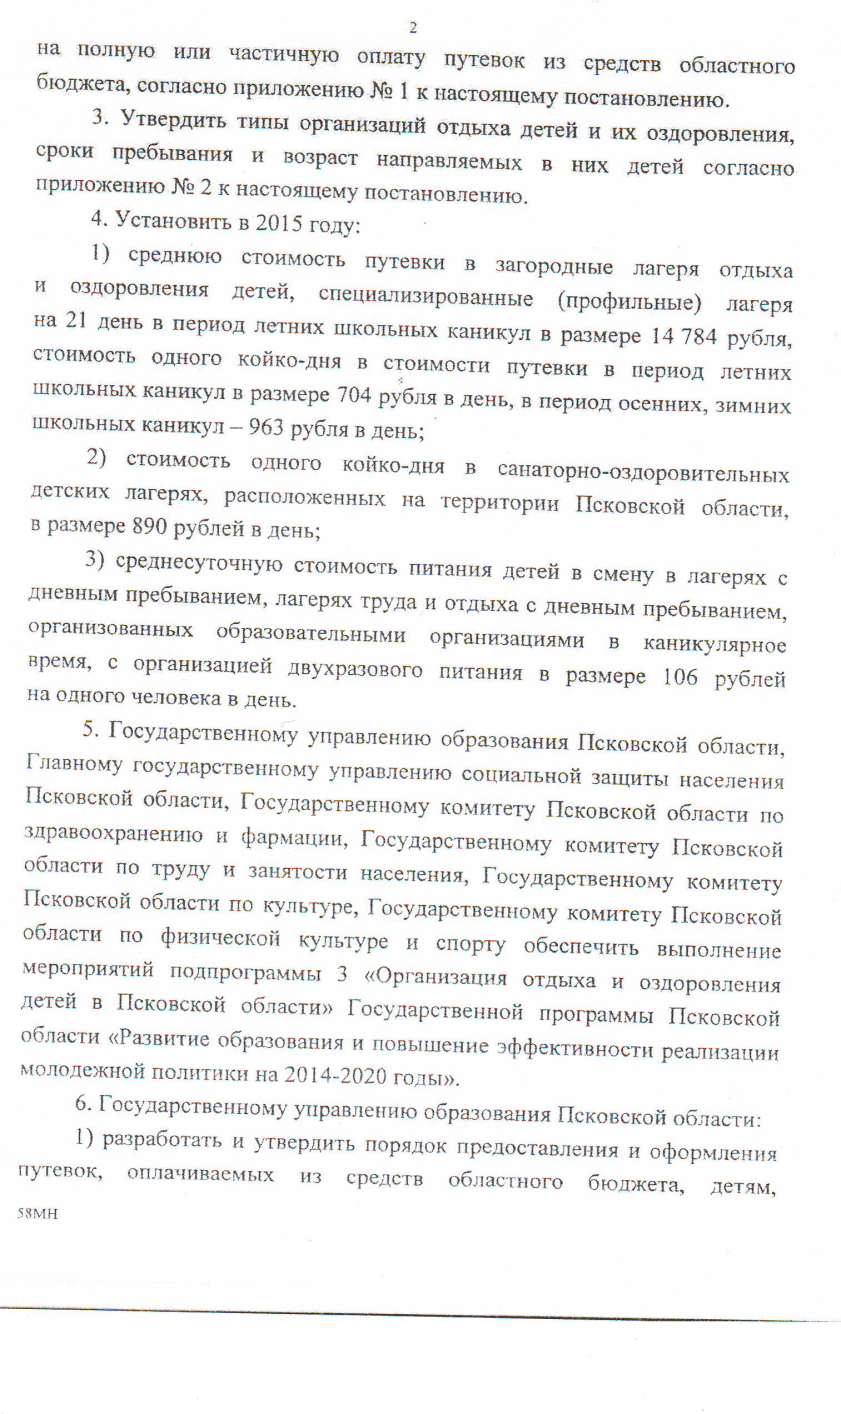 2
на полную или частичную оплату путевок из средств областного
бюджета, согласно приложению № 1 к настоящему постановлению.
3. Утвердить типы организаций отдыха детей и их оздоровления,
сроки пребывания и возраст направляемых в них детей согласно
приложению № 2 к настоящему постановлению.
4. Установить в 2015 году:
1) среднюю стоимость путевки в загородные лагеря отдыха
и оздоровления детей, специализированные (профильные) лагеря
на 21 день в период летних школьных каникул в размере 14 784 рубля,
стоимость одного койко-дня в стоимости путевки в период летних
школьных каникул в размере 704 рубля в день, в период осенних, зимних
школьных каникул – 963 рубля в день;
2) стоимость одного койко-дня в санаторно-оздоровительных
детских лагерях, расположенных на территории Псковской области,
в размере 890 рублей в день;
3) среднесуточную стоимость питания детей в смену в лагерях с
дневным пребыванием, лагерях труда и отдыха с дневным пребыванием,
организованных образовательными организациями в каникулярное
время, с организацией двухразового питания в размере 106 рублей
на одного человека в день.
5. Государственному управлению образования Псковской области,
Главному государственному управлению социальной защиты населения
Псковской области, Государственному комитету Псковской области по
здравоохранению и фармации, Государственному комитету Псковской
области по труду и занятости населения, Государственному комитету
Псковской области по культуре, Государственному комитету Псковской
области по физической культуре и спорту обеспечить выполнение
мероприятий подпрограммы 3 «Организация отдыха и оздоровления
детей в Псковской области» Государственной программы Псковской
области «Развитие образования и повышение эффективности реализации
молодежной политики на 2014-2020 годы».
6. Государственному управлению образования Псковской области:
1) разработать и утвердить порядок предоставления и оформления
путевок, оплачиваемых из средств областного бюджета, детям,
58МН